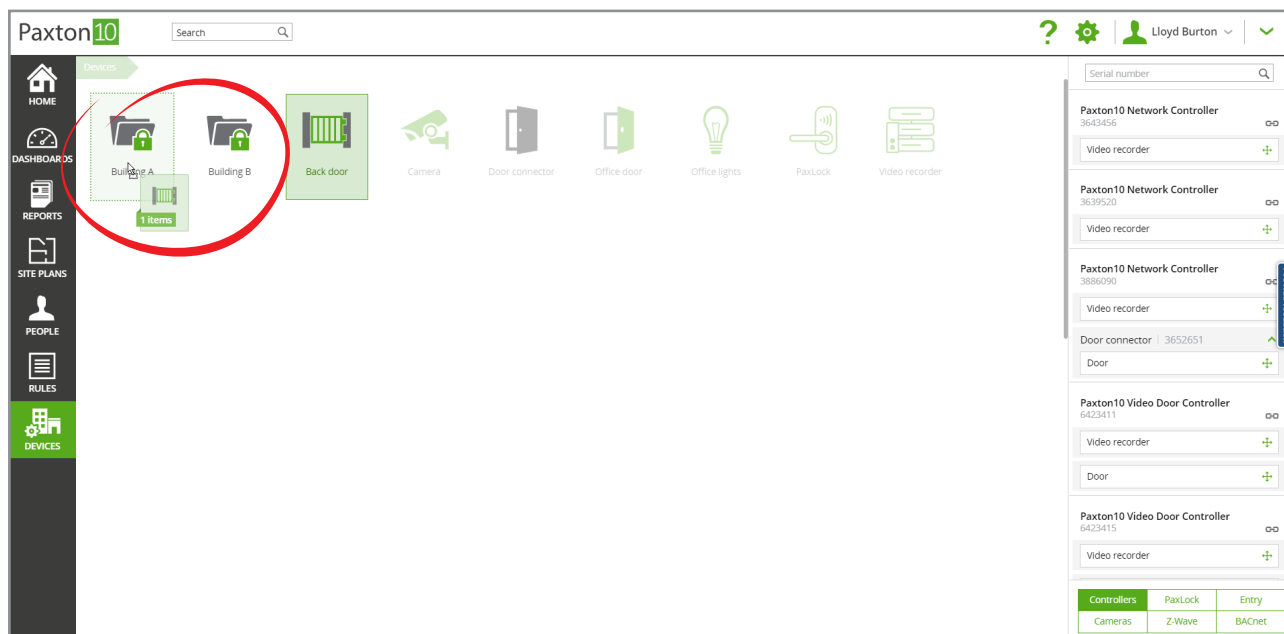 Paxton 10
Search
Lloyd Burton
HOME
DASHBOARDS
REPORTS
SITE PLANS
PEOPLE
RULES
DEVICES
Devices
Building A
Building B
Back door
Camera
Door connector
Office door
Office lights
PaxLock
Video recorder
1 items
Serial number
Paxton10 Network Controller
3643456
Video recorder
Paxton10 Network Controller
3639520
Video recorder
Paxton10 Network Controller
3886090
Video recorder
Door connector | 3652651
Door
Paxton10 Video Door Controller
6423411
Video recorder
Door
Paxton10 Video Door Controller
6423415
Video recorder
Controllers PaxLock Entry
Cameras Z-Wave BACnet